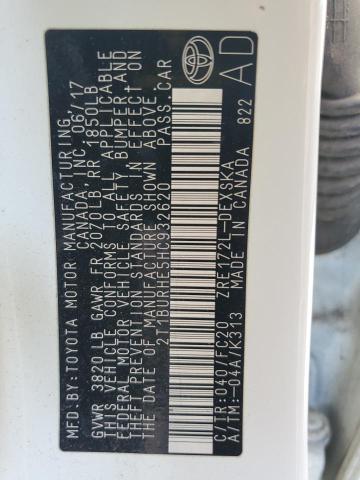 MFD. BY: TOYOTA MOTOR MANUFACTURING,
CANADA, INC. 06/17
GVWR 3820 LB GAWR FR 2070LB, RR 1850LB
THIS VEHICLE CONFORMS TO ALL APPLICABLE
FEDERAL MOTOR VEHICLE SAFETY, BUMPER, AND
THEFT PREVENTION STANDARDS IN EFFECT ON
THE DATE OF MANUFACTURE SHOWN ABOVE.
2T1BURHE5HC932620 PASS. CAR
C/TR:040/FC20 ZRE172L-DEXSKA
A/TM:-04A/K313 MADE IN CANADA 822
AD